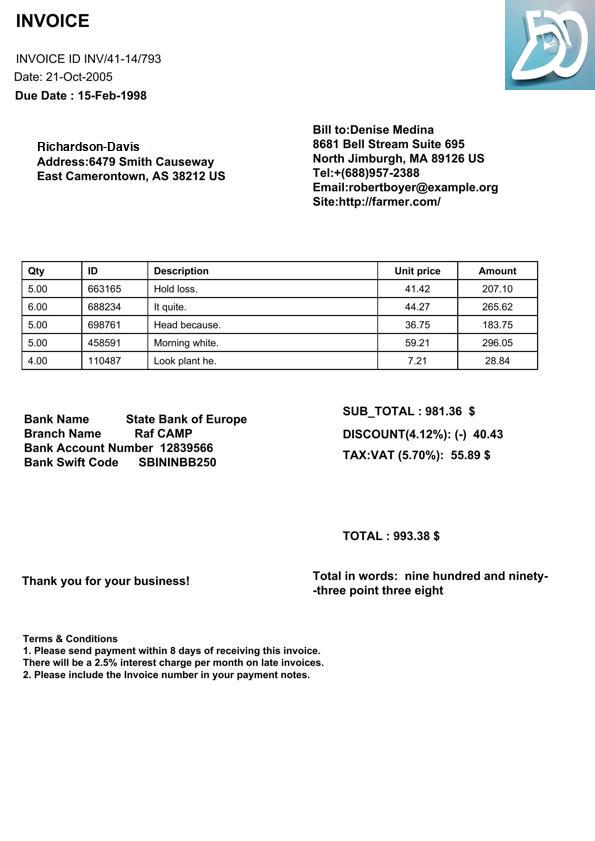 INVOICE
INVOICE ID INV/41-14/793
Date: 21-Oct-2005
Due Date : 15-Feb-1998
Richardson-Davis
Address:6479 Smith Causeway
East Camerontown, AS 38212 US
Bill to:Denise Medina
8681 Bell Stream Suite 695
North Jimburgh, MA 89126 US
Tel:+(688)957-2388
Email:robertboyer@example.org
Site:http://farmer.com/
Qty ID Description Unit price Amount
5.00 663165 Hold loss. 41.42 207.10
6.00 688234 It quite. 44.27 265.62
5.00 698761 Head because. 36.75 183.75
5.00 458591 Morning white. 59.21 296.05
4.00 110487 Look plant he. 7.21 28.84
Bank Name State Bank of Europe
Branch Name Raf CAMP
Bank Account Number 12839566
Bank Swift Code SBININBB250
SUB_TOTAL : 981.36 $
DISCOUNT(4.12%): (-) 40.43
TAX:VAT (5.70%): 55.89 $
TOTAL : 993.38 $
Thank you for your business!
Total in words: nine hundred and ninety-
-three point three eight
Terms & Conditions
1. Please send payment within 8 days of receiving this invoice.
There will be a 2.5% interest charge per month on late invoices.
2. Please include the Invoice number in your payment notes.